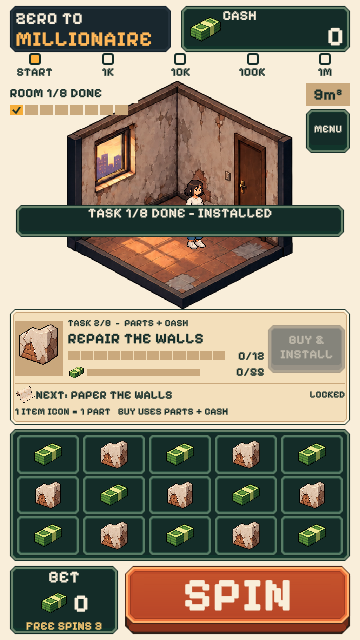 ZERO TO
MILLIONAIRE
CASH
0
START
1K
10K
100K
1M
ROOM 1/8 DONE
9m²
MENU
TASK 1/8 DONE - INSTALLED
TASK 2/8 - PARTS + CASH
REPAIR THE WALLS
0/12
0/88
BUY & INSTALL
NEXT: PAPER THE WALLS
LOCKED
1 ITEM ICON = 1 PART BUY USES PARTS + CASH
BET
0
FREE SPINS 3
SPIN